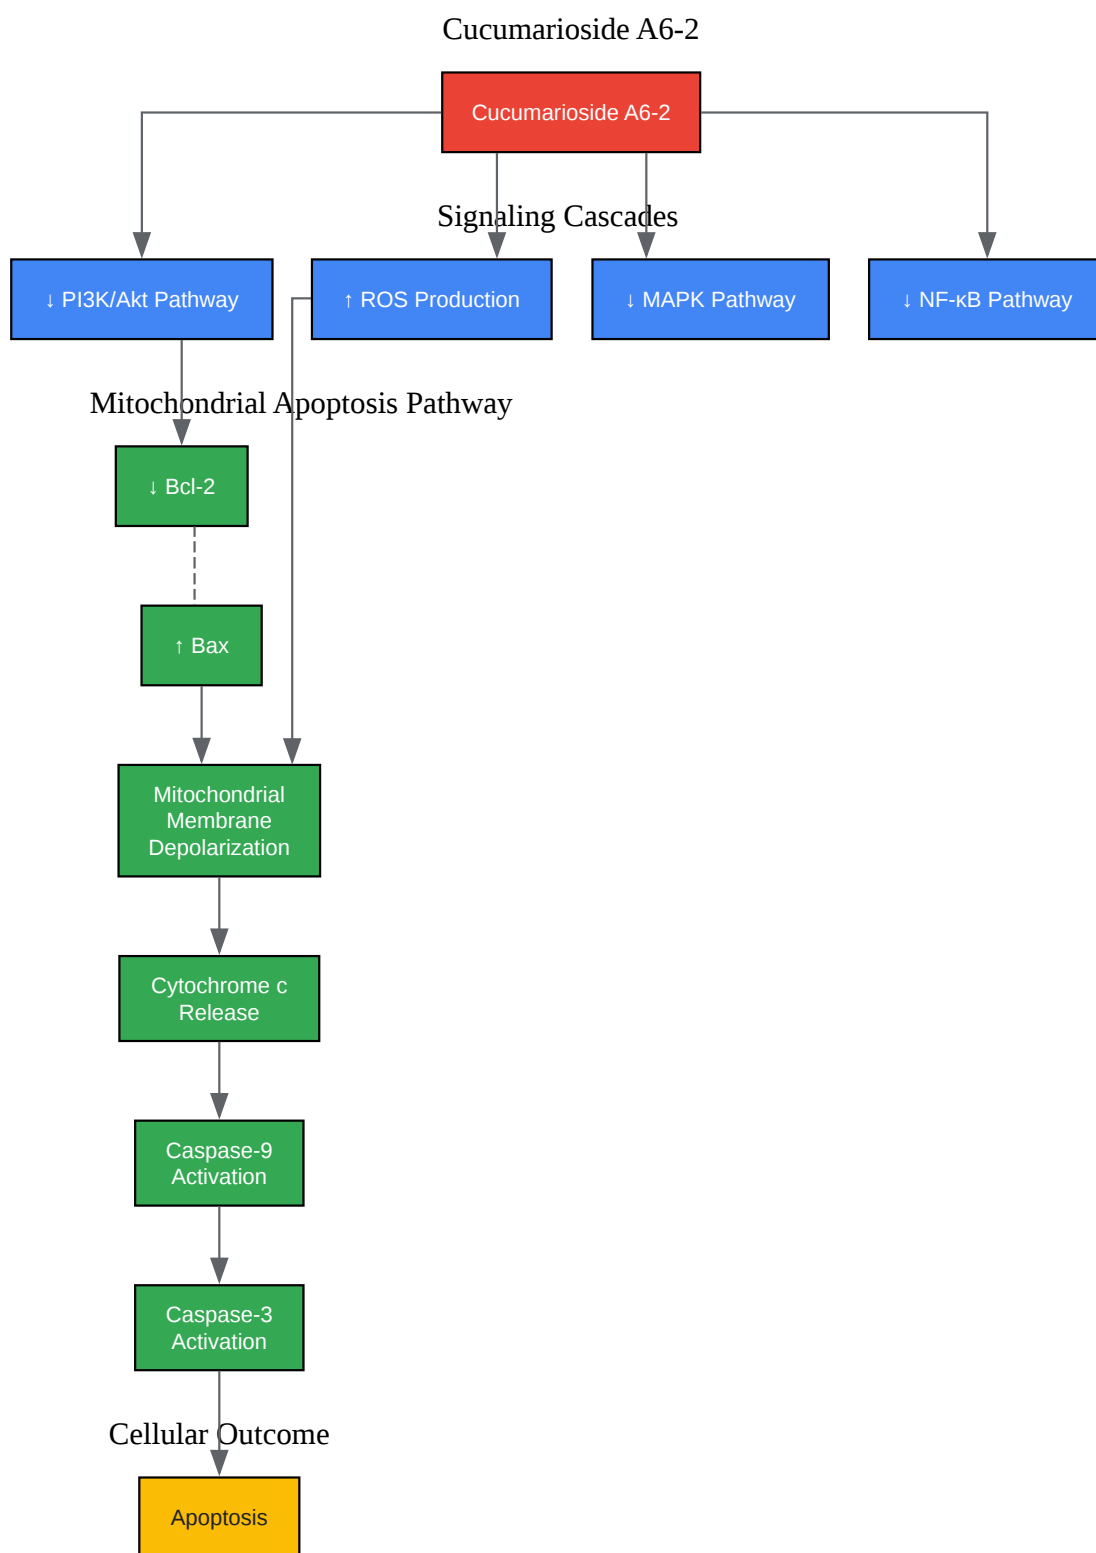 Cucumarioside A6-2
Cucumarioside A6-2
Signaling Cascades
↓ PI3K/Akt Pathway
↑ ROS Production
↓ MAPK Pathway
↓ NF-κB Pathway
Mitochondrial Apoptosis Pathway
↓ Bcl-2
↑ Bax
Mitochondrial
Membrane
Depolarization
Cytochrome c
Release
Caspase-9
Activation
Caspase-3
Activation
Cellular Outcome
Apoptosis